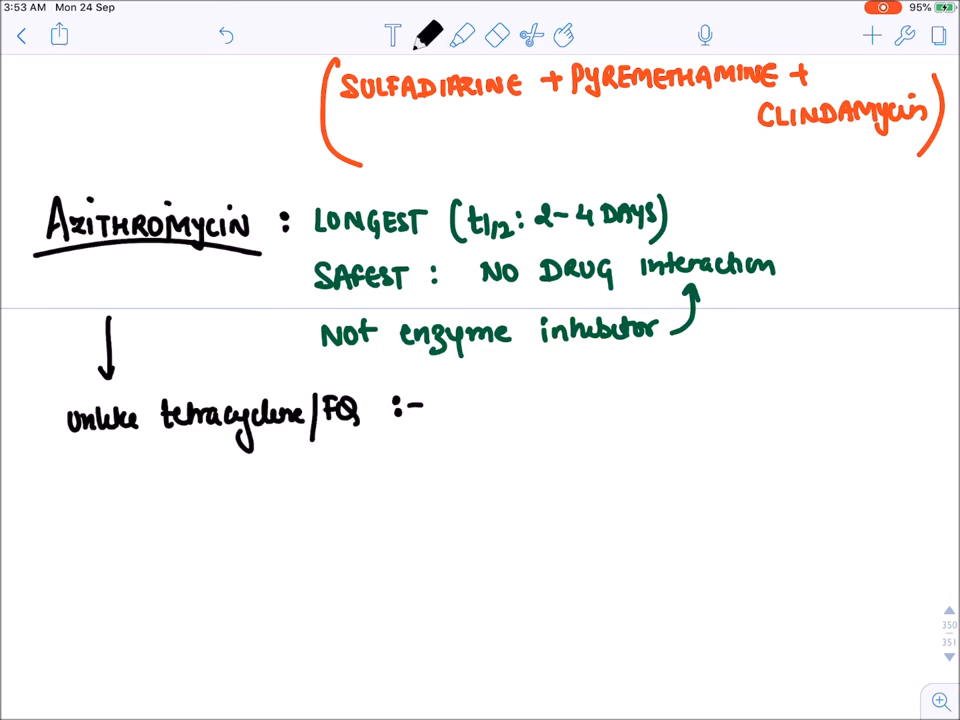 3:53 AM Mon 24 Sep 95%
T
(SULFADIAZINE + PYREMETHAMINE +
CLINDAMYCIN)
AZITHROMYCIN : LONGEST (t1/2 : 2-4 DAYS)
SAFEST : NO DRUG interaction
Not enzyme inhibitor
unlike tetracycline/FQ :-
350
351